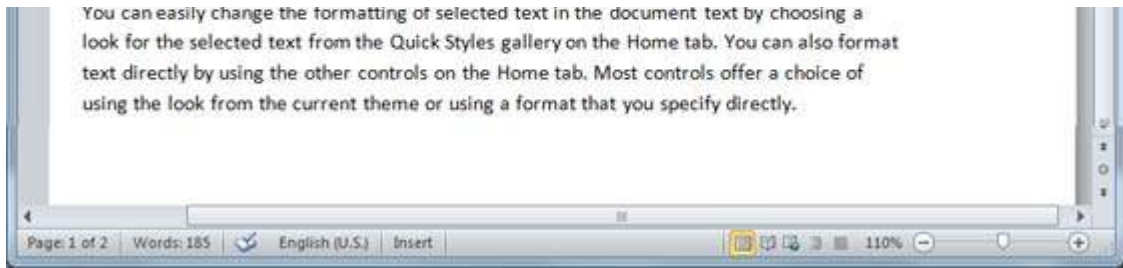 You can easily change the formatting of selected text in the document text by choosing a
look for the selected text from the Quick Styles gallery on the Home tab. You can also format
text directly by using the other controls on the Home tab. Most controls offer a choice of
using the look from the current theme or using a format that you specify directly.
Page: 1 of 2 Words: 185 English (U.S.) Insert 110%